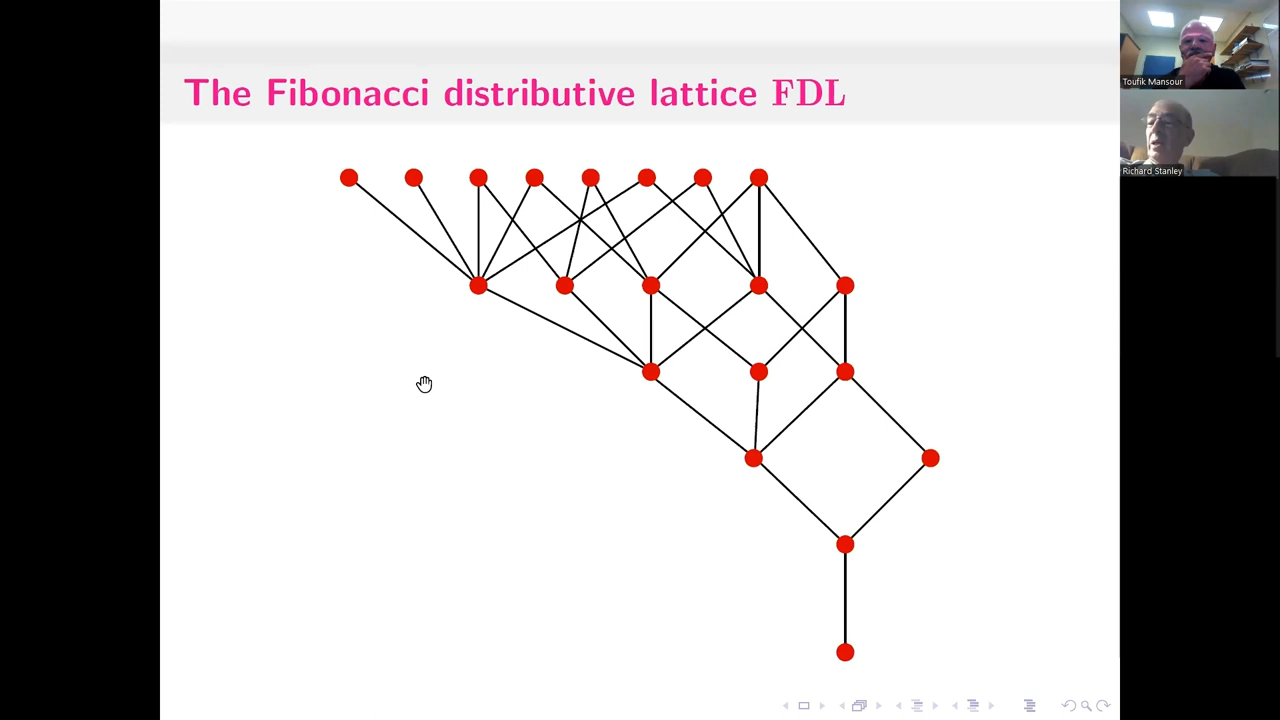 The Fibonacci distributive lattice FDL
Toufik Mansour
Richard Stanley